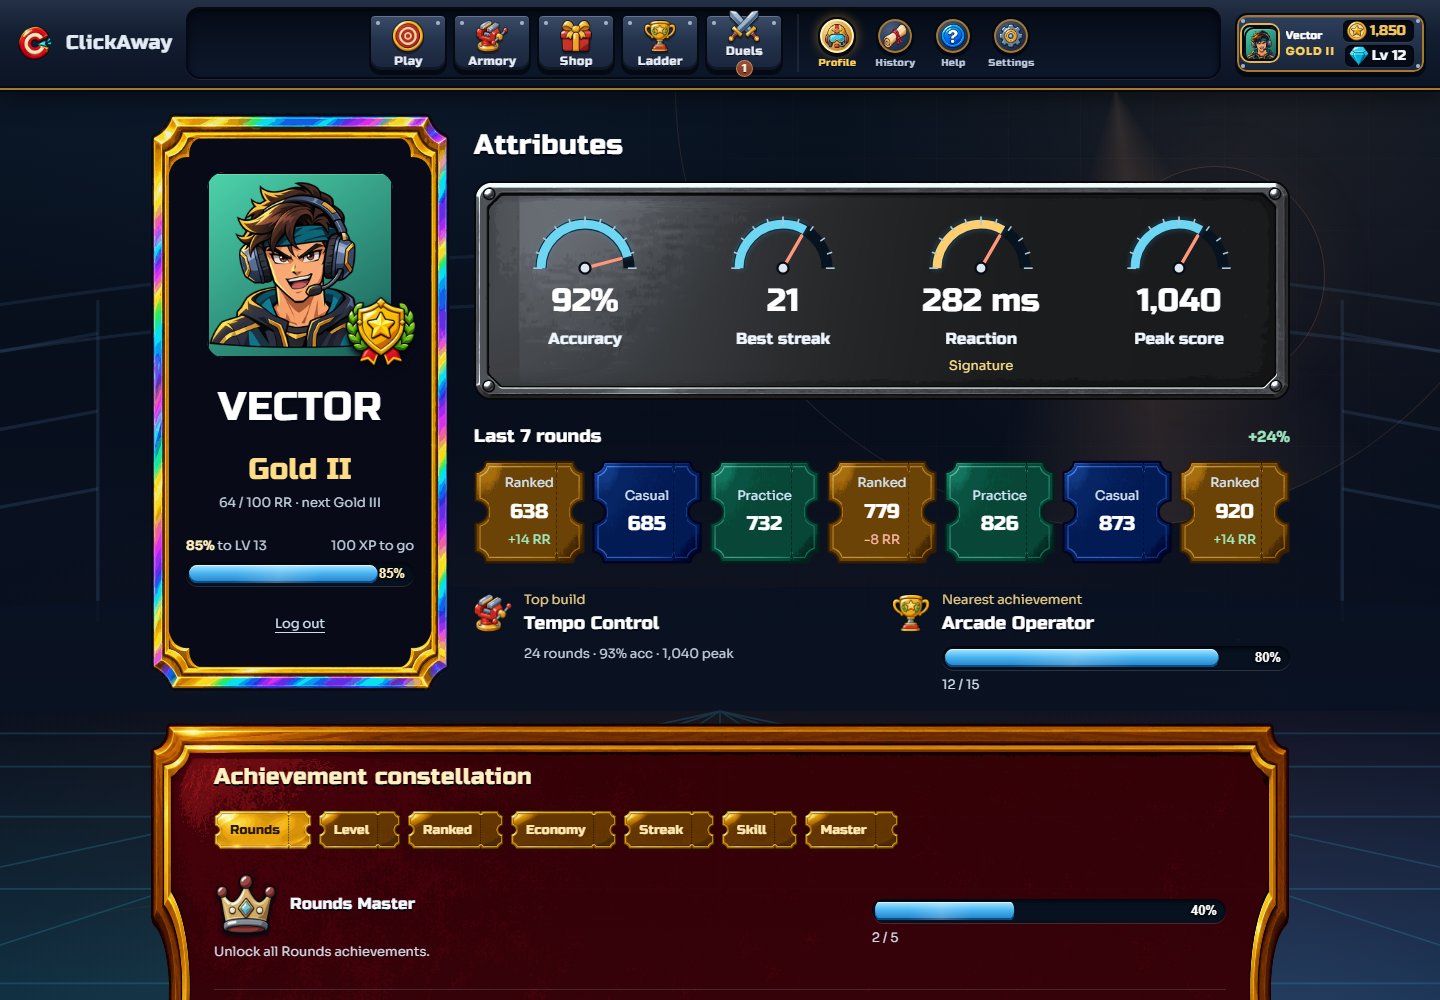 ClickAway
Play
Armory
Shop
Ladder
Duels
1
Profile
History
Help
Settings
Vector
GOLD II
1,850
Lv 12
VECTOR
Gold II
64 / 100 RR · next Gold III
85% to LV 13
100 XP to go
85%
Log out
Attributes
92%
Accuracy
21
Best streak
282 ms
Reaction
Signature
1,040
Peak score
Last 7 rounds
+24%
Ranked
638
+14 RR
Casual
685
Practice
732
Ranked
779
-8 RR
Practice
826
Casual
873
Ranked
920
+14 RR
Top build
Tempo Control
24 rounds · 93% acc · 1,040 peak
Nearest achievement
Arcade Operator
80%
12 / 15
Achievement constellation
Rounds
Level
Ranked
Economy
Streak
Skill
Master
Rounds Master
Unlock all Rounds achievements.
40%
2 / 5